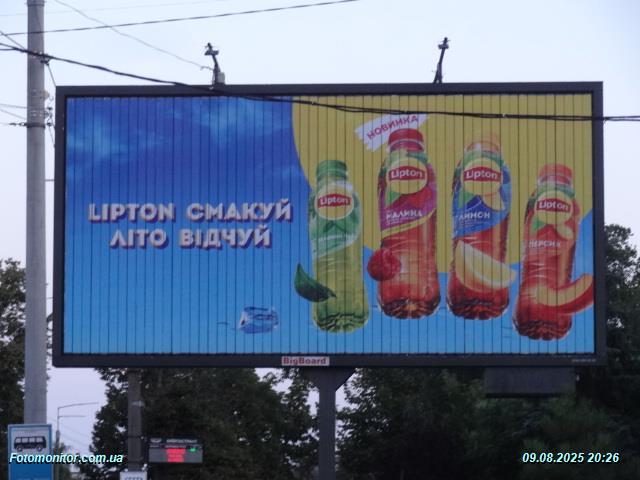 НОВИНКА
Lipton
Lipton
Lipton
Lipton
МАЛИНА
ЛИМОН
ПЕРСИК
LIPTON СМАКУЙ
ЛІТО ВІДЧУЙ
BigBoard
Fotomonitor.com.ua
09.08.2025 20:26